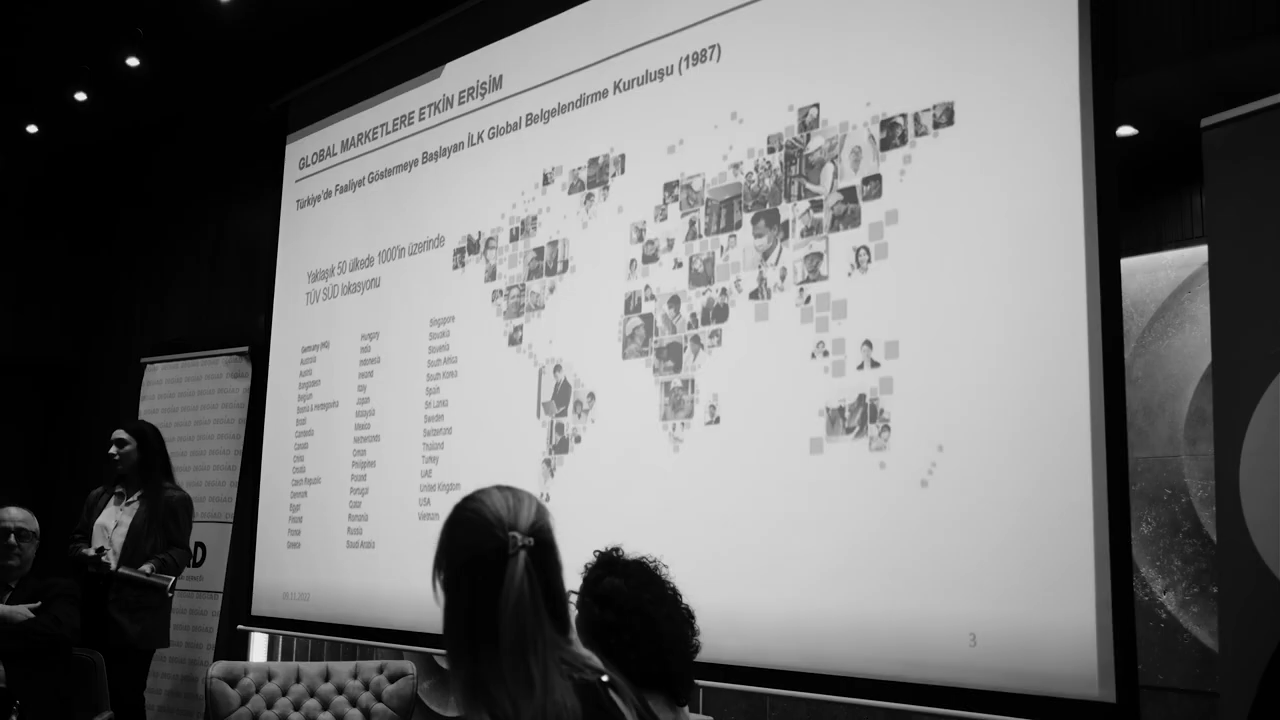 GLOBAL MARKETLERE ETKİN ERİŞİM
Türkiye'de Faaliyet Göstermeye Başlayan İLK Global Belgelendirme Kuruluşu (1987)
Yaklaşık 50 ülkede 1000'in üzerinde
TÜV SÜD lokasyonu
Germany (HQ)
Australia
Austria
Bangladesh
Belgium
Bosnia & Herzegovina
Brazil
Cambodia
Canada
China
Croatia
Czech Republic
Denmark
Egypt
Finland
France
Greece
Hungary
India
Indonesia
Ireland
Italy
Japan
Malaysia
Mexico
Netherlands
Oman
Philippines
Poland
Portugal
Qatar
Romania
Russia
Saudi Arabia
Singapore
Slovakia
Slovenia
South Africa
South Korea
Spain
Sri Lanka
Sweden
Switzerland
Thailand
Turkey
UAE
United Kingdom
USA
Vietnam
09.11.2022
3
AD